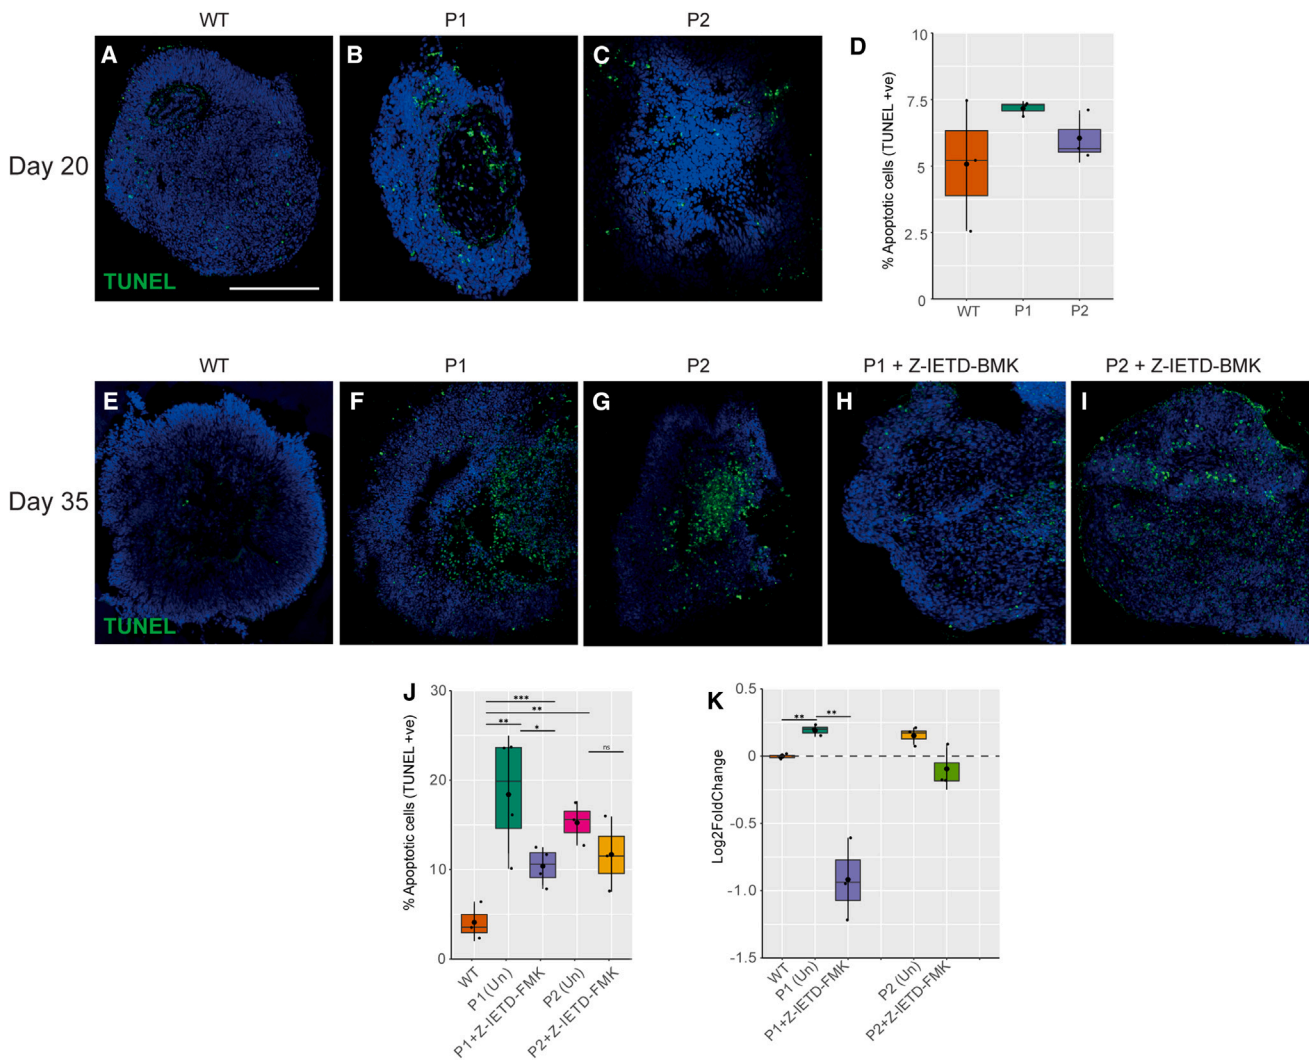 WT P1 P2
A B C D
Day 20
TUNEL
% Apoptotic cells (TUNEL +ve)
10
7.5
5
2.5
0
WT P1 P2
WT P1 P2 P1 + Z-IETD-BMK P2 + Z-IETD-BMK
E F G H I
Day 35
TUNEL
J
% Apoptotic cells (TUNEL +ve)
30
20
10
0
***
**
** *
ns
WT
P1 (Un)
P1+Z-IETD-FMK
P2 (Un)
P2+Z-IETD-FMK
K
Log2FoldChange
0.5
0
-0.5
-1.0
-1.5
** **
WT
P1 (Un)
P1+Z-IETD-FMK
P2 (Un)
P2+Z-IETD-FMK